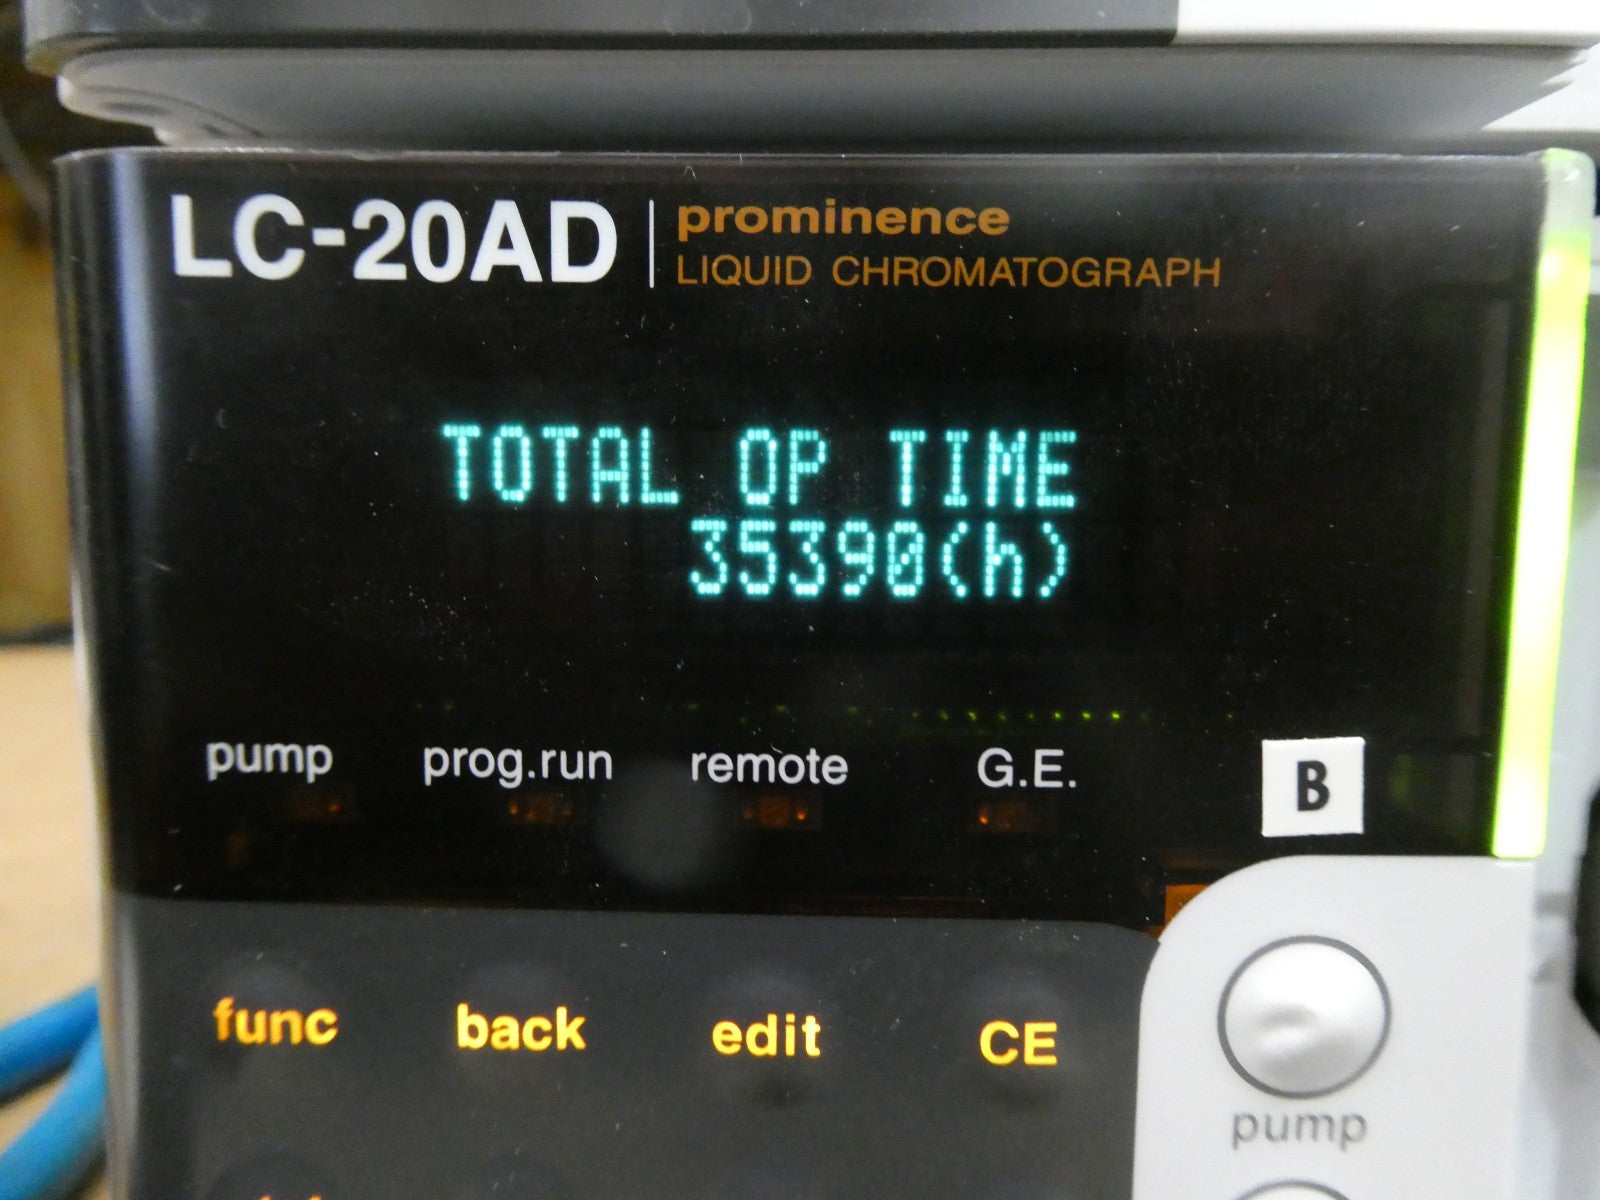 LC-20AD
prominence
LIQUID CHROMATOGRAPH
TOTAL OP TIME
35390(h)
pump prog.run remote G.E.
B
func back edit CE
pump